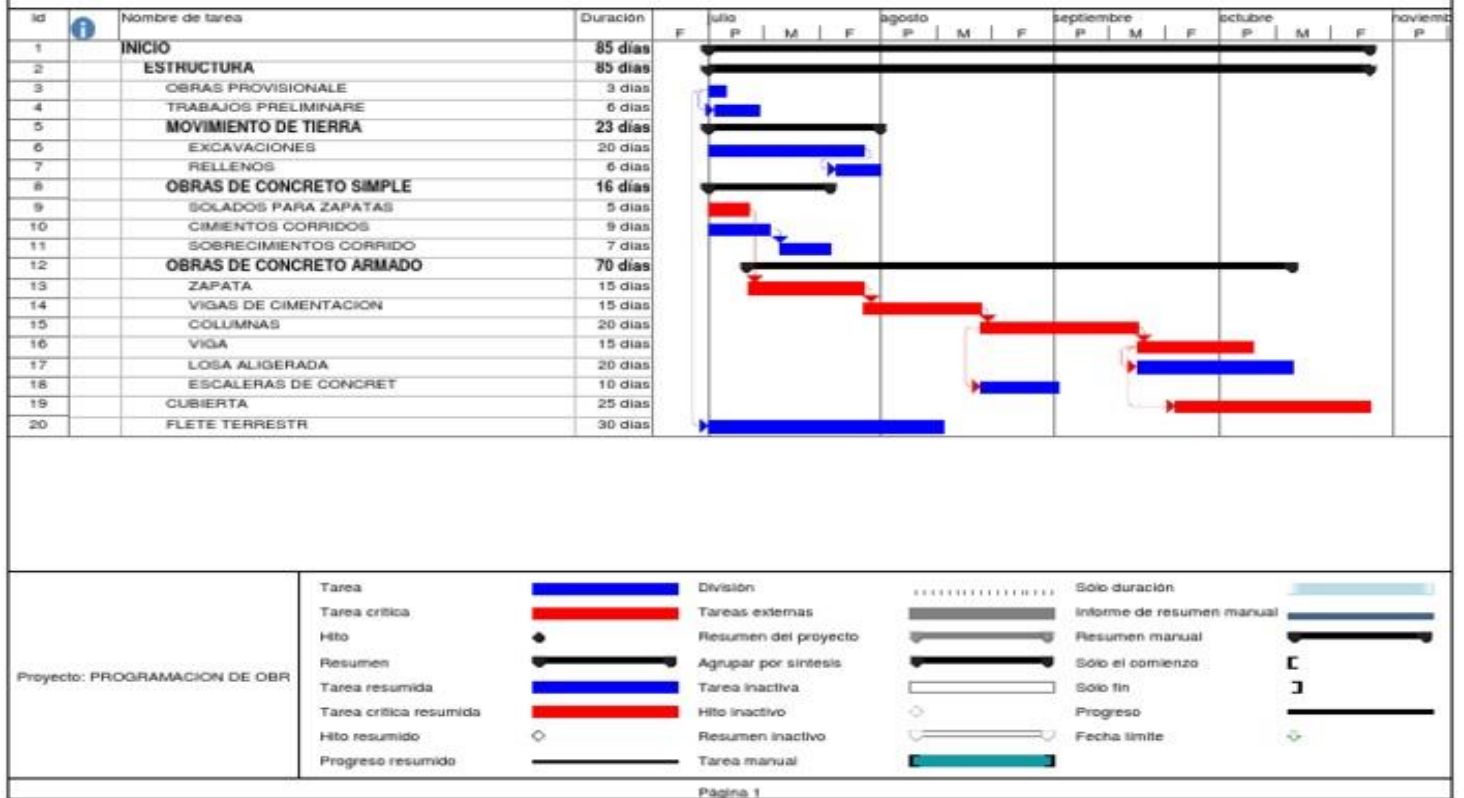 Id Nombre de tarea Duración julio agosto septiembre octubre noviemb
F P M F P M F P M F P M F P
1 INICIO 85 días
2 ESTRUCTURA 85 días
3 OBRAS PROVISIONALE 3 días
4 TRABAJOS PRELIMINARE 6 días
5 MOVIMIENTO DE TIERRA 23 días
6 EXCAVACIONES 20 días
7 RELLENOS 6 días
8 OBRAS DE CONCRETO SIMPLE 16 días
9 SOLADOS PARA ZAPATAS 5 días
10 CIMIENTOS CORRIDOS 9 días
11 SOBRECIMIENTOS CORRIDO 7 días
12 OBRAS DE CONCRETO ARMADO 70 días
13 ZAPATA 15 días
14 VIGAS DE CIMENTACION 15 días
15 COLUMNAS 20 días
16 VIGA 15 días
17 LOSA ALIGERADA 20 días
18 ESCALERAS DE CONCRET 10 días
19 CUBIERTA 25 días
20 FLETE TERRESTR 30 días
Proyecto: PROGRAMACION DE OBR
Tarea
Tarea crítica
Hito
Resumen
Tarea resumida
Tarea crítica resumida
Hito resumido
Progreso resumido
División
Tareas externas
Resumen del proyecto
Agrupar por síntesis
Tarea inactiva
Hito inactivo
Resumen inactivo
Tarea manual
Sólo duración
Informe de resumen manual
Resumen manual
Sólo el comienzo
Sólo fin
Progreso
Fecha límite
Página 1